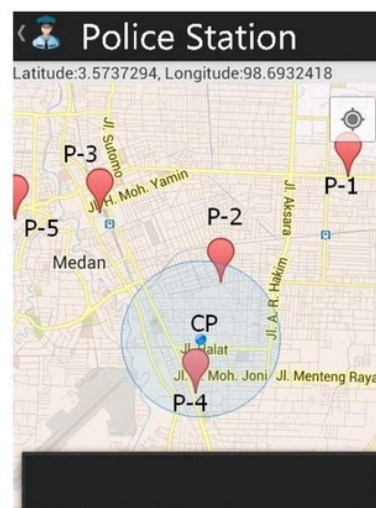 Police Station
Latitude:3.5737294, Longitude:98.6932418
Jl. Sutomo
P-3
P-1
Jl. H. Moh. Yamin
Jl. Aksara
P-5
P-2
Medan
Jl. A. R. Hakim
CP
Jl. Halat
Moh. Joni
Jl. Menteng Raya
P-4